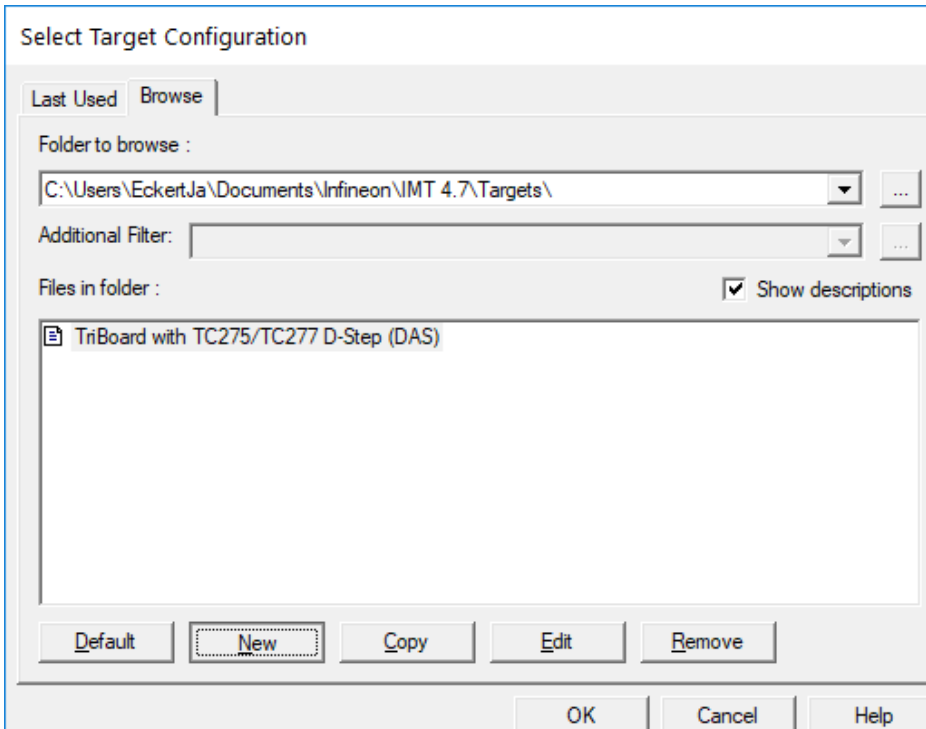 Select Target Configuration
Last Used Browse
Folder to browse :
C:\Users\EckertJa\Documents\Infineon\IMT 4.7\Targets\ ...
Additional Filter: ...
Files in folder : Show descriptions
TriBoard with TC275/TC277 D-Step (DAS)
Default New Copy Edit Remove
OK Cancel Help